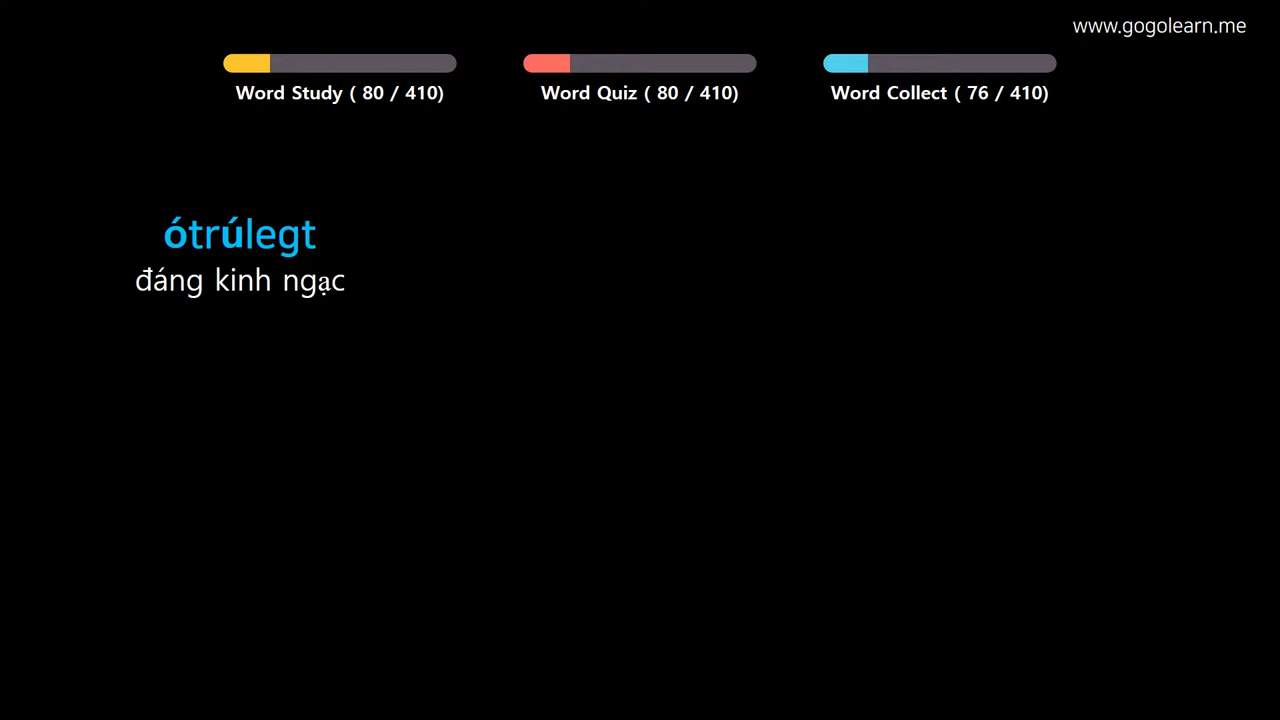 www.gogolearn.me
Word Study ( 80 / 410)
Word Quiz ( 80 / 410)
Word Collect ( 76 / 410)
ótrúlegt
đáng kinh ngạc